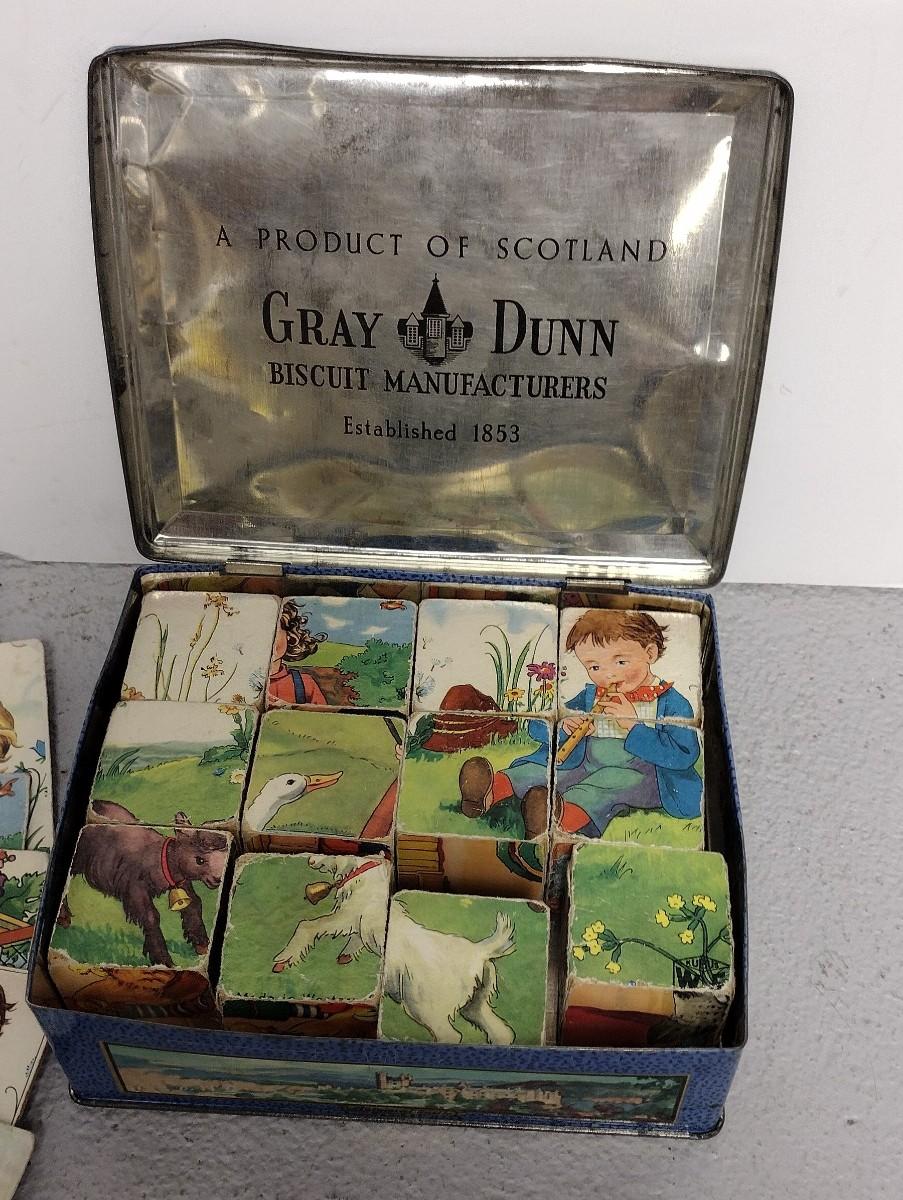 A PRODUCT OF SCOTLAND
GRAY DUNN
BISCUIT MANUFACTURERS
Established 1853